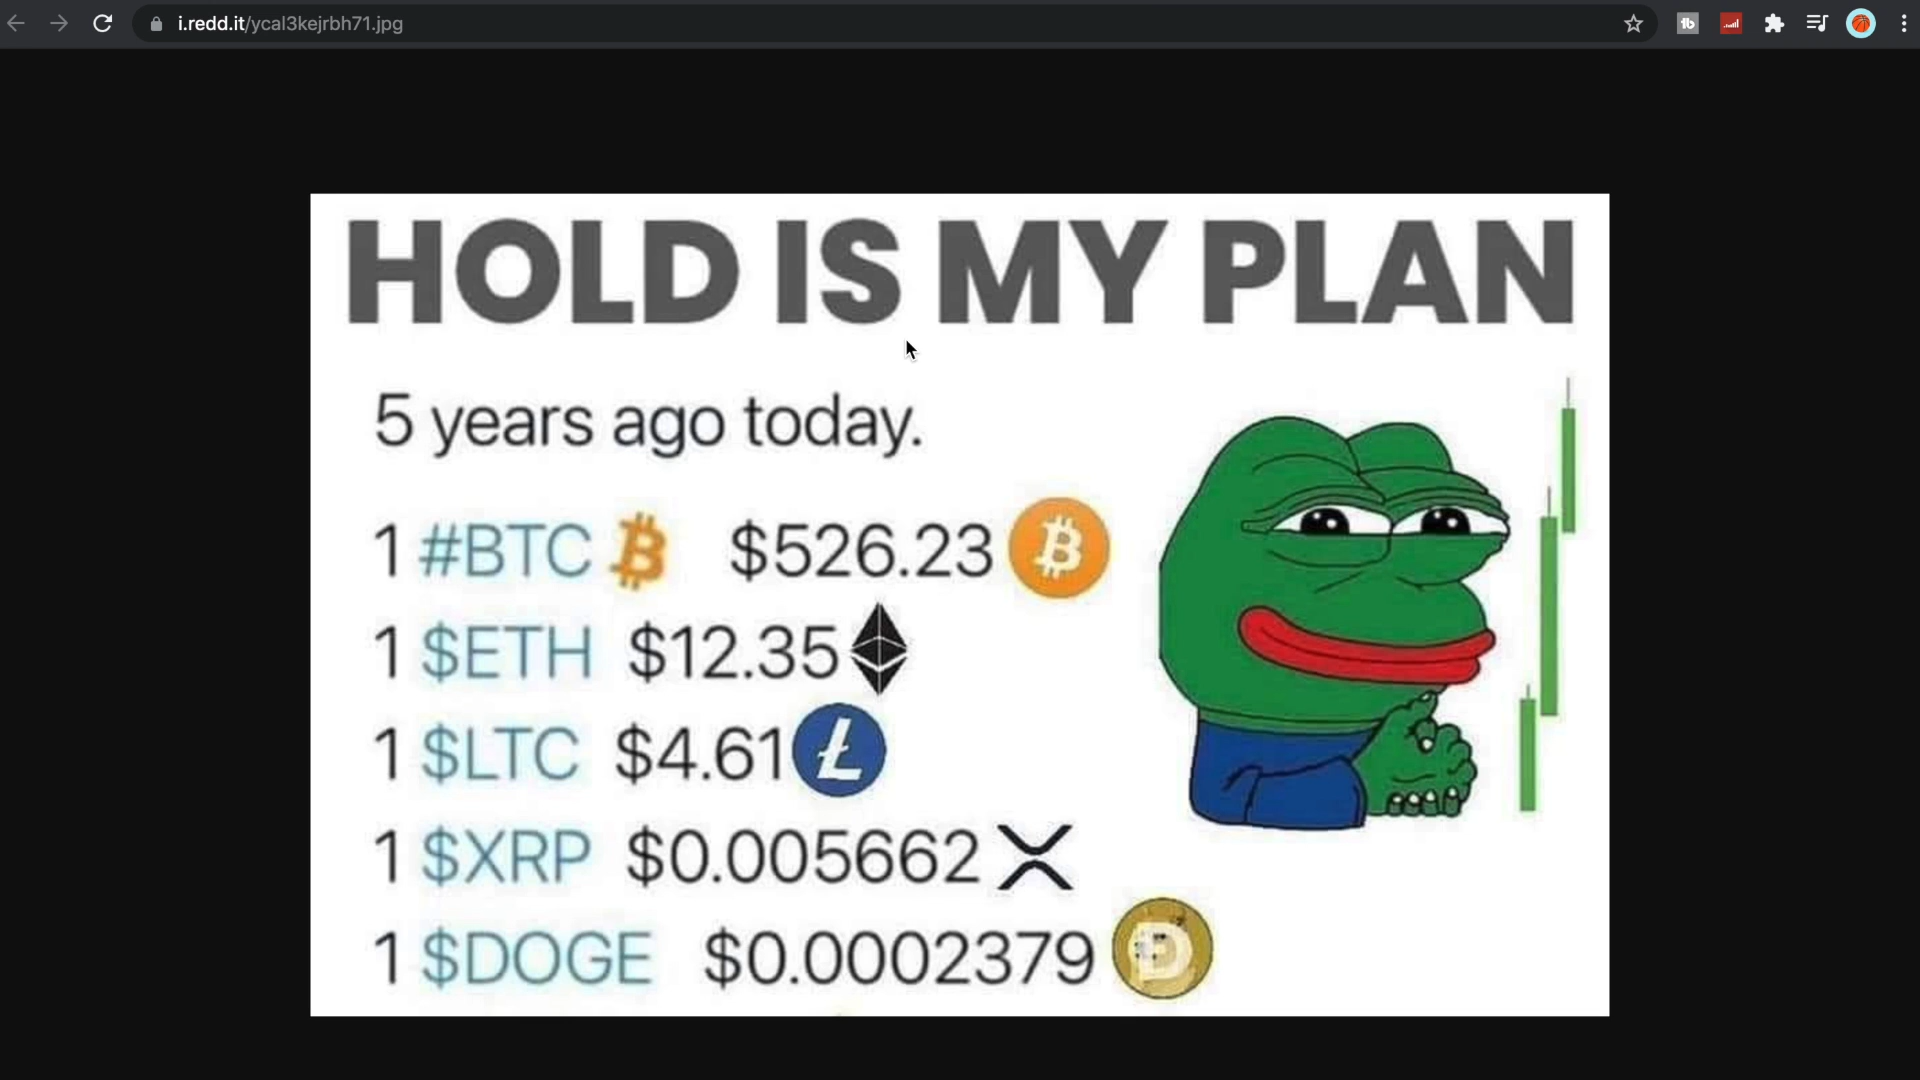 i.redd.it/ycal3kejrbh71.jpg
HOLD IS MY PLAN
5 years ago today.
1 #BTC $526.23
1 $ETH $12.35
1 $LTC $4.61
1 $XRP $0.005662
1 $DOGE $0.0002379